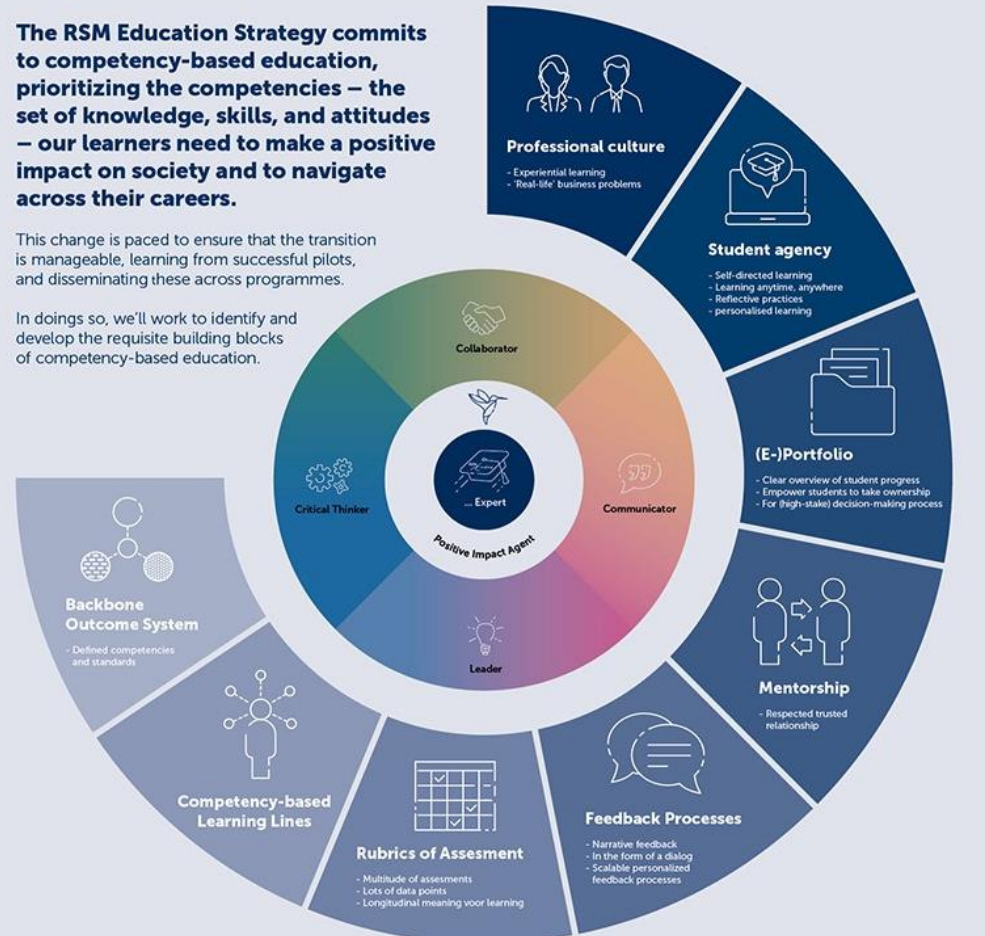 The RSM Education Strategy commits
to competency-based education,
prioritizing the competencies – the
set of knowledge, skills, and attitudes
– our learners need to make a positive
impact on society and to navigate
across their careers.
This change is paced to ensure that the transition
is manageable, learning from successful pilots,
and disseminating these across programmes.
In doings so, we'll work to identify and
develop the requisite building blocks
of competency-based education.
Professional culture
- Experiential learning
- 'Real-life' business problems
Student agency
- Self-directed learning
- Learning anytime, anywhere
- Reflective practices
- personalised learning
(E-)Portfolio
- Clear overview of student progress
- Empower students to take ownership
- For (high-stake) decision-making process
Mentorship
- Respected trusted
relationship
Feedback Processes
- Narrative feedback
- In the form of a dialog
- Scalable personalized
feedback processes
Rubrics of Assesment
- Multitude of assesments
- Lots of data points
- Longitudinal meaning voor learning
Competency-based
Learning Lines
Backbone
Outcome System
- Defined competencies
and standards
Collaborator
Communicator
Leader
Critical Thinker
... Expert
Positive Impact Agent